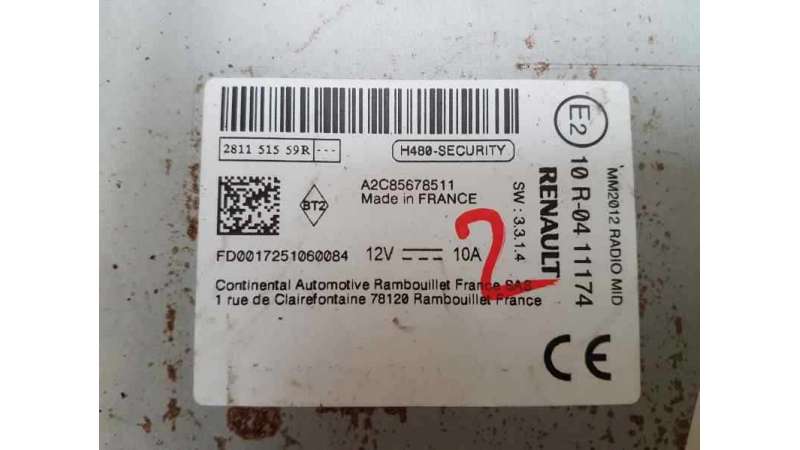 2811 515 59R ---
H480-SECURITY
BT2
A2C85678511
Made in FRANCE
FD0017251060084 12V 10A
Continental Automotive Rambouillet France SAS
1 rue de Clairefontaine 78120 Rambouillet France
2
SW : 3.3.1.4
RENAULT
E2
10 R-04 11174
MM2012 RADIO MID
CE